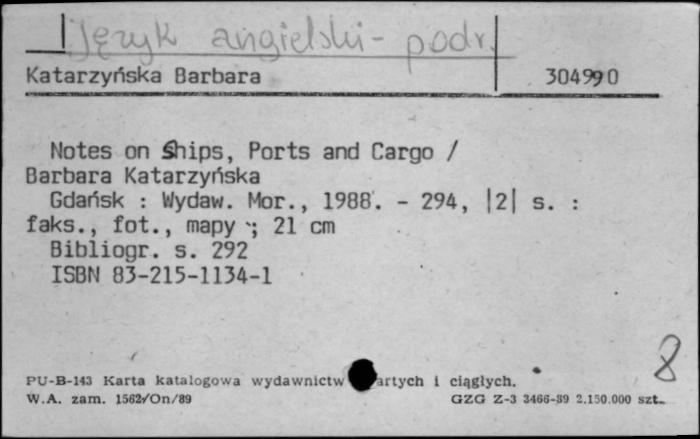 Język angielski - podr.
Katarzyńska Barbara 304990
Notes on Ships, Ports and Cargo /
Barbara Katarzyńska
Gdańsk : Wydaw. Mor., 1988. - 294, |2| s. :
faks., fot., mapy ; 21 cm
Bibliogr. s. 292
ISBN 83-215-1134-1
8
PU-B-143 Karta katalogowa wydawnictw artych i ciągłych.
W.A. zam. 1562/On/89 GZG Z-3 3466-89 2.150.000 szt.